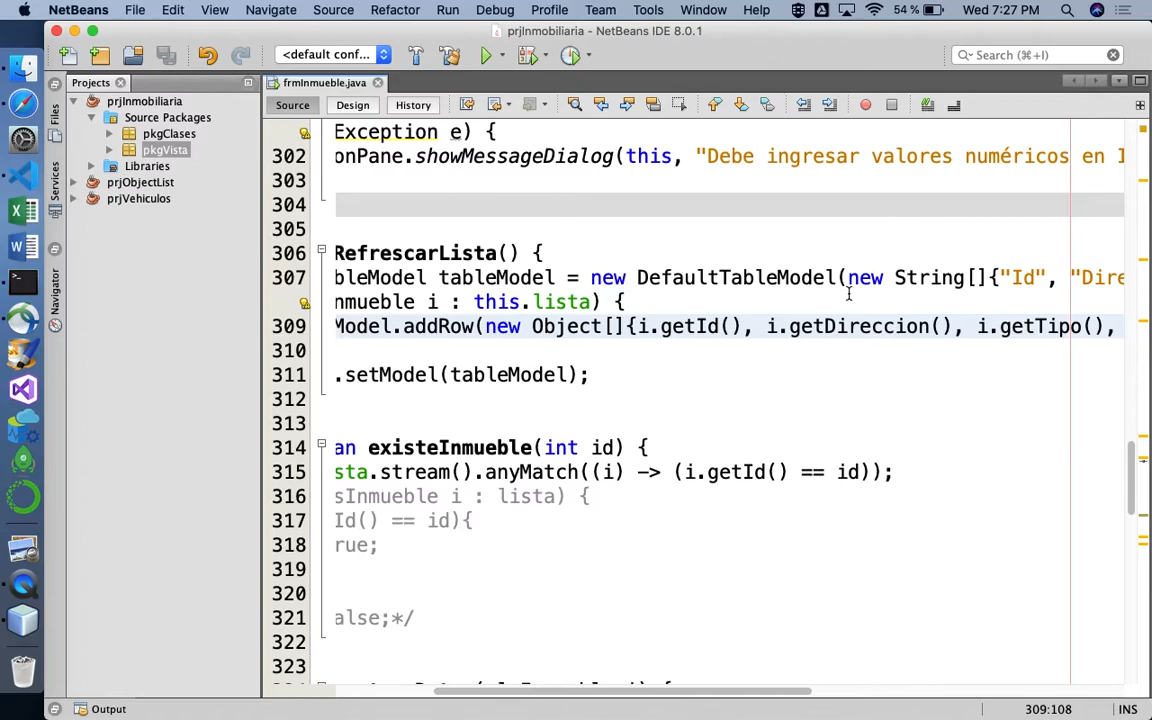 NetBeans File Edit View Navigate Source Refactor Run Debug Profile Team Tools Window Help 54 % Wed 7:27 PM
prjInmobiliaria - NetBeans IDE 8.0.1
<default conf... Search (⌘+I)
Projects
frmInmueble.java
Source Design History
Files
Services
Navigator
prjInmobiliaria
Source Packages
pkgClases
pkgVista
Libraries
prjObjectList
prjVehiculos
Exception e) {
302 onPane.showMessageDialog(this, "Debe ingresar valores numéricos en I
303
304
305
306 RefrescarLista() {
307 bleModel tableModel = new DefaultTableModel(new String[]{"Id", "Dire
nmueble i : this.lista) {
309 Model.addRow(new Object[]{i.getId(), i.getDireccion(), i.getTipo(),
310
311 .setModel(tableModel);
312
313
314 an existeInmueble(int id) {
315 sta.stream().anyMatch((i) -> (i.getId() == id));
316 sInmueble i : lista) {
317 Id() == id){
318 rue;
319
320
321 alse;*/
322
323
Output
309:108 INS